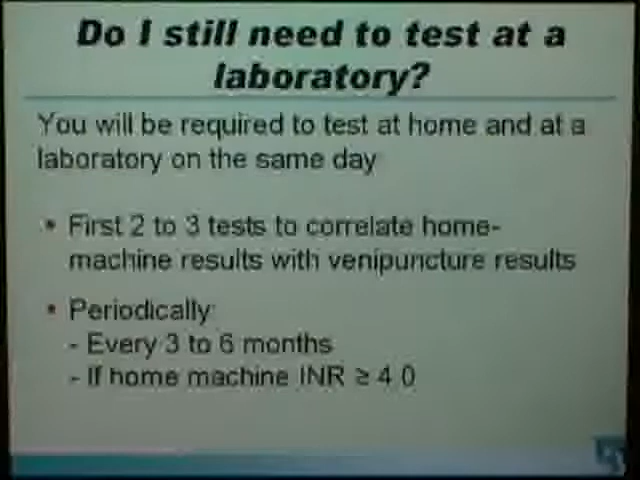 Do I still need to test at a
laboratory?
You will be required to test at home and at a
laboratory on the same day
• First 2 to 3 tests to correlate home-
machine results with venipuncture results
• Periodically
- Every 3 to 6 months
- If home machine INR ≥ 4.0